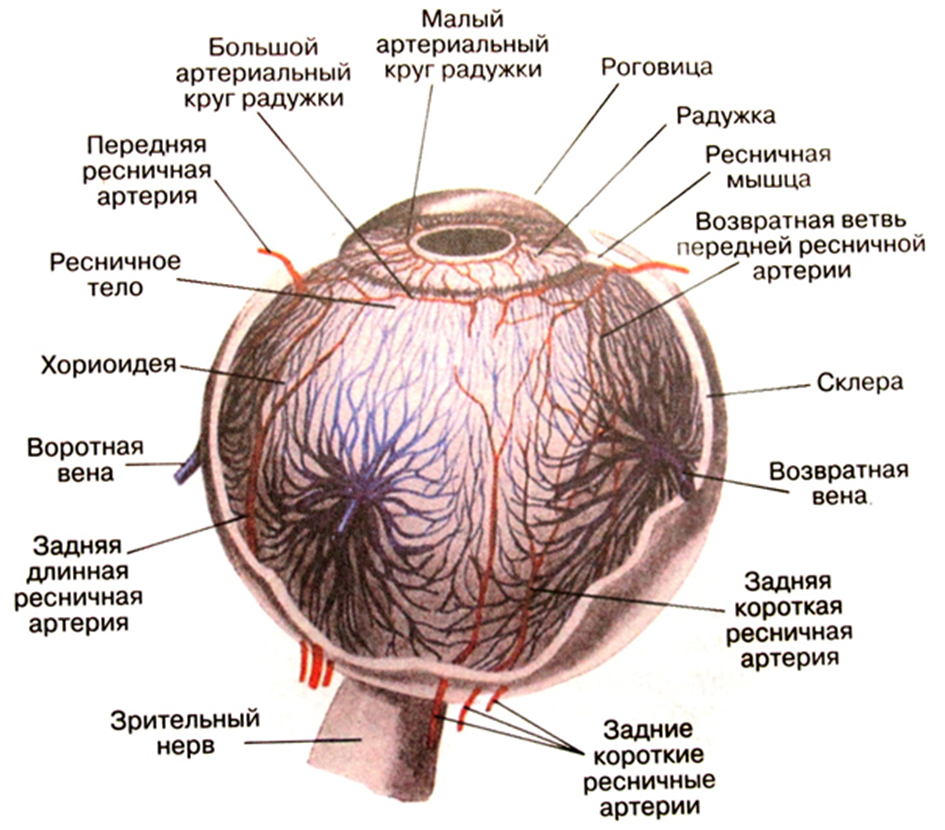 Малый
артериальный
круг радужки
Большой
артериальный
круг радужки
Роговица
Радужка
Передняя
ресничная
артерия
Ресничная
мышца
Возвратная ветвь
передней ресничной
артерии
Ресничное
тело
Хориоидея
Склера
Воротная
вена
Возвратная
вена
Задняя
длинная
ресничная
артерия
Задняя
короткая
ресничная
артерия
Зрительный
нерв
Задние
короткие
ресничные
артерии